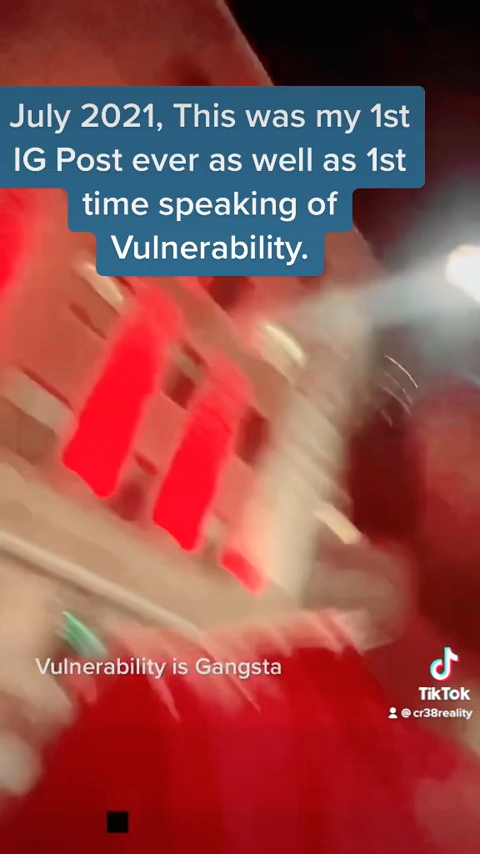 July 2021, This was my 1st
IG Post ever as well as 1st
time speaking of
Vulnerability.
Vulnerability is Gangsta
TikTok
@cr38reality